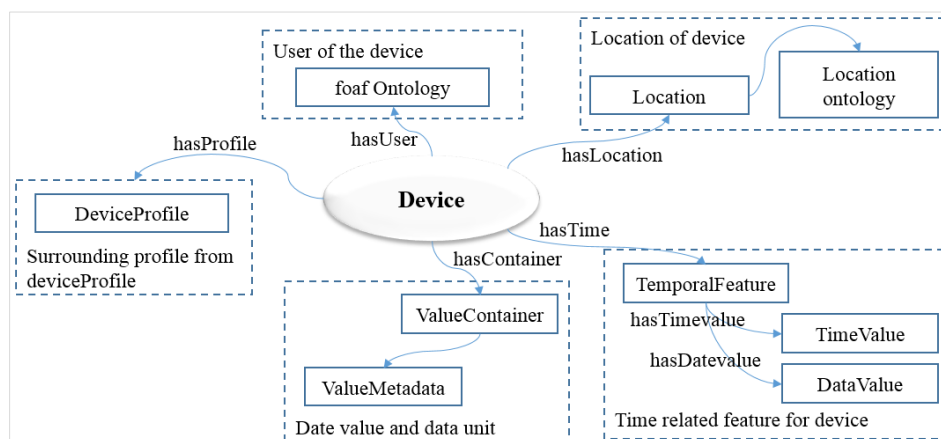 User of the device
foaf Ontology
Location of device
Location
Location
ontology
hasProfile
hasUser
hasLocation
DeviceProfile
Surrounding profile from
deviceProfile
Device
hasTime
hasContainer
ValueContainer
ValueMetadata
Date value and data unit
TemporalFeature
hasTimevalue
TimeValue
hasDatevalue
DataValue
Time related feature for device